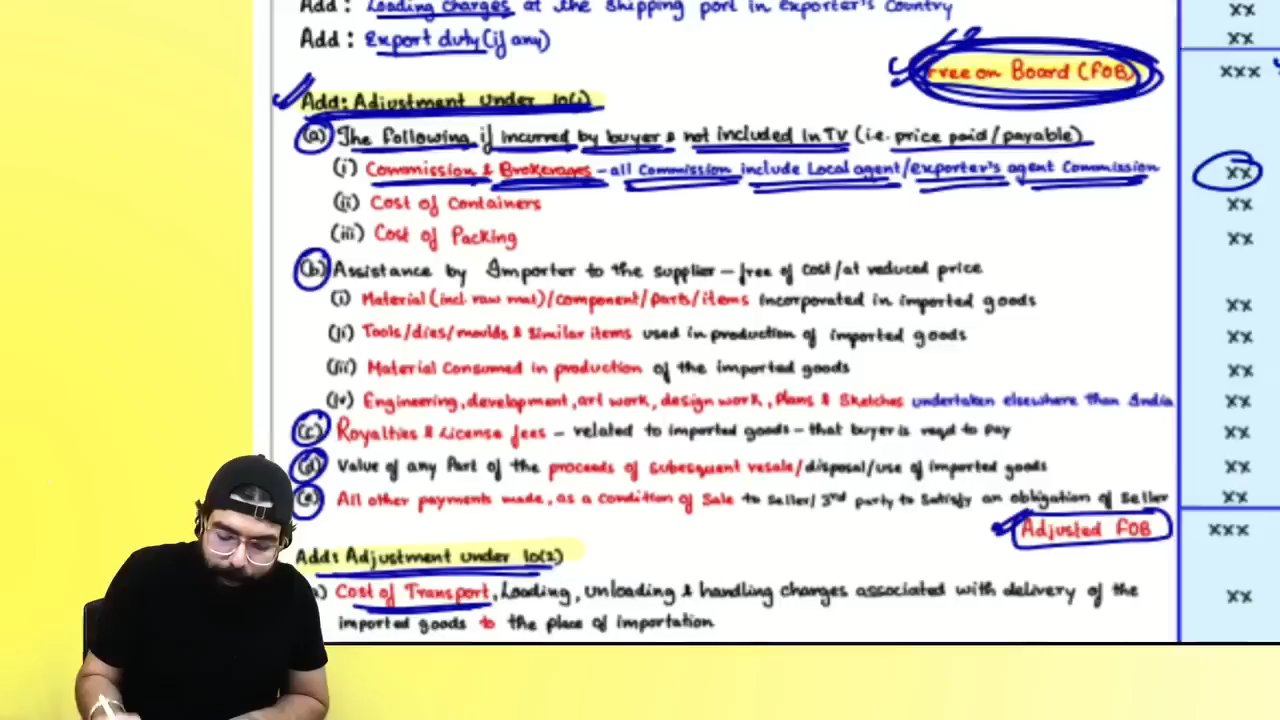 Add: Loading charges at the shipping port in exporter's Country XX
Add: Export duty (if any) XX
Free on Board (FOB) XXX
Add: Adjustment under 10(1)
(a) The following if incurred by buyer & not included in TV (i.e. price paid/payable)
(i) Commission & Brokerages - all Commission include Local agent/exporter's agent Commission XX
(ii) Cost of Containers XX
(iii) Cost of Packing XX
(b) Assistance by Importer to the supplier - free of cost/at reduced price
(i) Material (incl. raw mat)/component/parts/items incorporated in imported goods XX
(ii) Tools/dies/moulds & Similar items used in production of imported goods XX
(iii) Material Consumed in production of the imported goods XX
(iv) Engineering, development, art work, design work, Plans & Sketches undertaken elsewhere than India XX
(c) Royalties & License fees - related to imported goods - that buyer is reqd to pay XX
(d) Value of any Part of the proceeds of Subsequent resale/disposal/use of imported goods XX
(e) All other payments made, as a condition of Sale to Seller/3rd party to Satisfy an obligation of Seller XX
Adjusted FOB XXX
Add: Adjustment under 10(2)
) Cost of Transport, Loading, Unloading & handling charges associated with delivery of the XX
imported goods to the place of importation